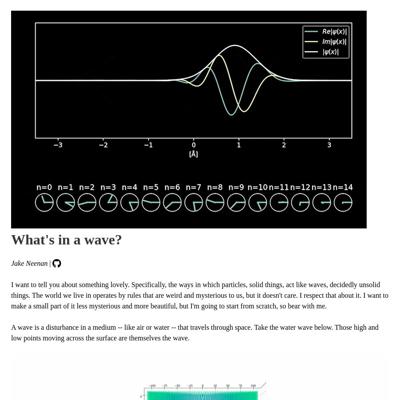 Re|ψ(x)|
Im|ψ(x)|
|ψ(x)|
−3 −2 −1 0 1 2 3
[Å]
n=0 n=1 n=2 n=3 n=4 n=5 n=6 n=7 n=8 n=9 n=10 n=11 n=12 n=13 n=14
What's in a wave?
Jake Neenan |
I want to tell you about something lovely. Specifically, the ways in which particles, solid things, act like waves, decidedly unsolid
things. The world we live in operates by rules that are weird and mysterious to us, but it doesn't care. I respect that about it. I want to
make a small part of it less mysterious and more beautiful, but I'm going to start from scratch, so bear with me.
A wave is a disturbance in a medium -- like air or water -- that travels through space. Take the water wave below. Those high and
low points moving across the surface are themselves the wave.